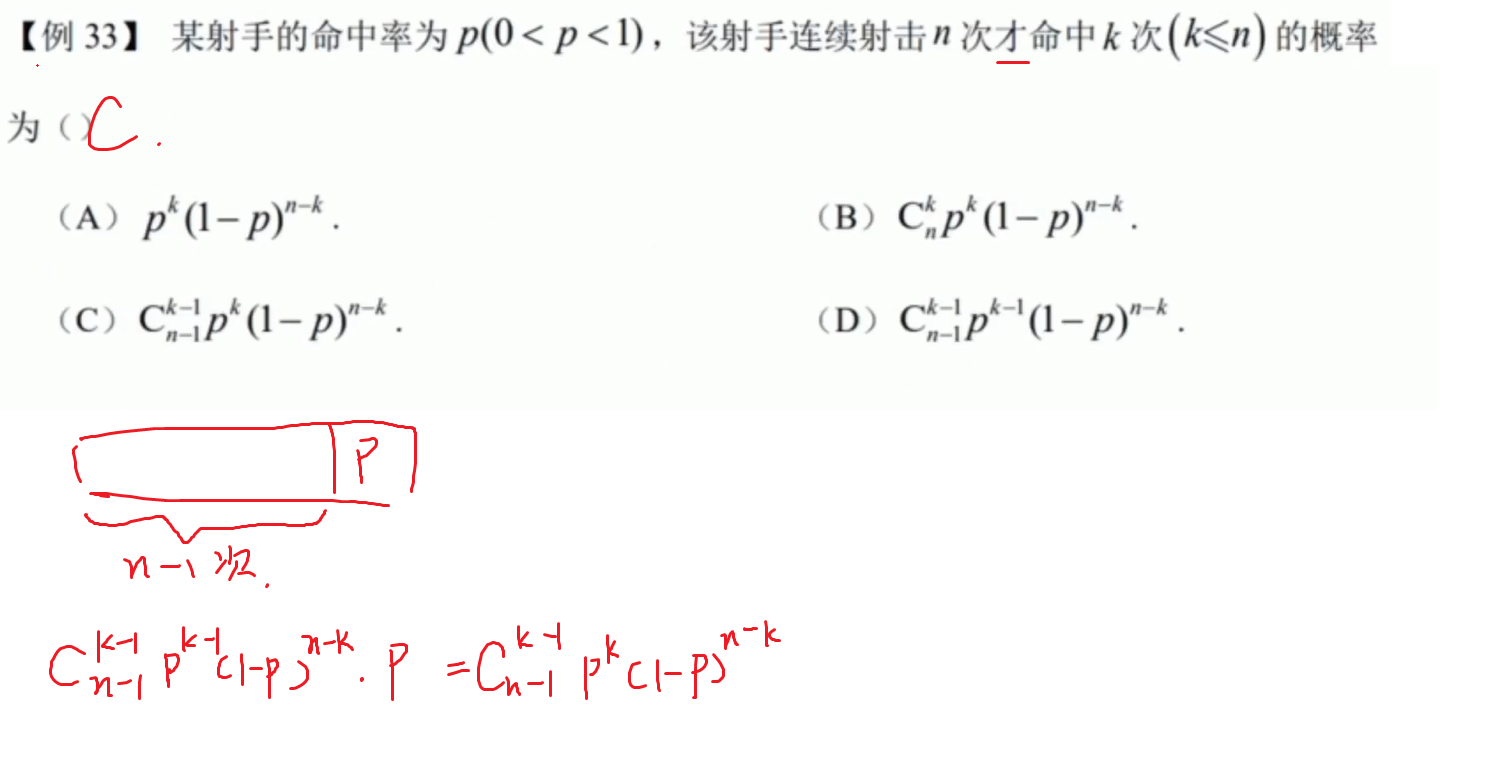 【例 33】 某射手的命中率为 p(0 < p < 1)，该射手连续射击 n 次才命中 k 次(k⩽n) 的概率
为（）C.
（A）p^k(1−p)^{n−k}.
（B）C_n^k p^k(1−p)^{n−k}.
（C）C_{n−1}^{k−1} p^k(1−p)^{n−k}.
（D）C_{n−1}^{k−1} p^{k−1}(1−p)^{n−k}.
P
n−1次.
C_{n−1}^{k−1} p^{k−1}(1−p)^{n−k}. P = C_{n−1}^{k−1} p^k(1−p)^{n−k}